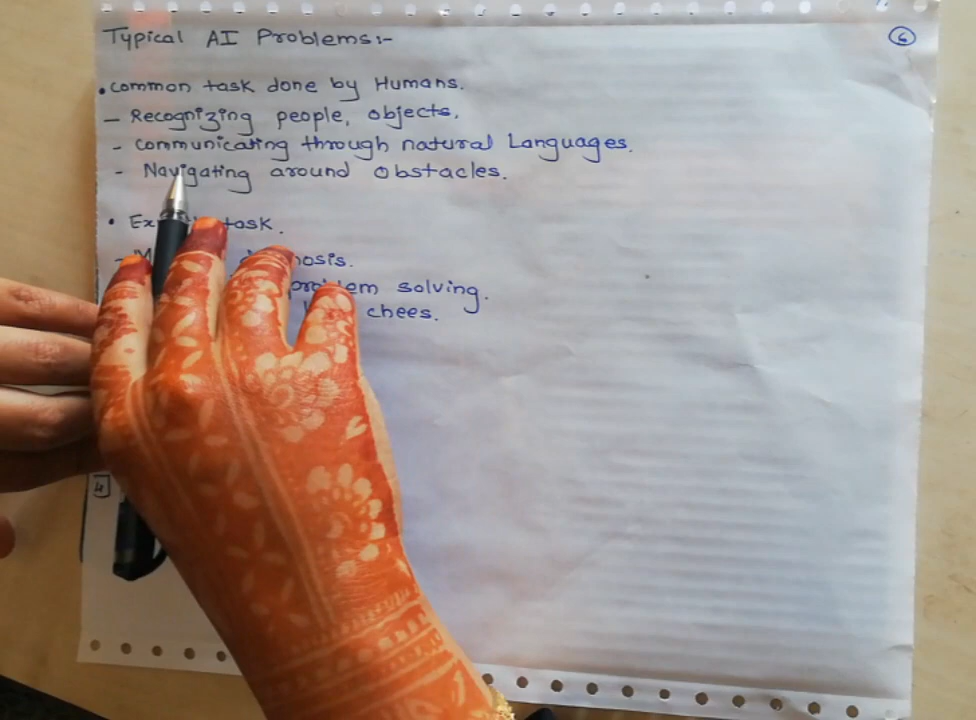 Typical AI Problems:-
6
• common task done by Humans.
- Recognizing people, objects.
- communicating through natural Languages.
- Navigating around obstacles.
• task.
solving.
chees.
4